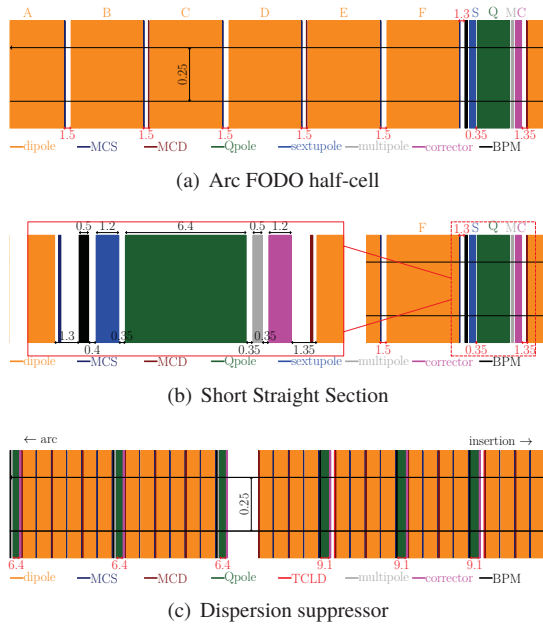 A B C D E F 1.3 S Q MC
0.25
1.5 1.5 1.5 1.5 1.5 0.35 1.35
dipole MCS MCD Qpole sextupole multipole corrector BPM
(a) Arc FODO half-cell
0.5 1.2 6.4 0.5 1.2 F 1.3 S Q MC
1.3 0.4 0.35 0.35 0.35 1.35 1.5 0.35 1.35
dipole MCS MCD Qpole sextupole multipole corrector BPM
(b) Short Straight Section
← arc insertion →
0.25
6.4 6.4 6.4 9.1 9.1 9.1
dipole MCS MCD Qpole TCLD multipole corrector BPM
(c) Dispersion suppressor